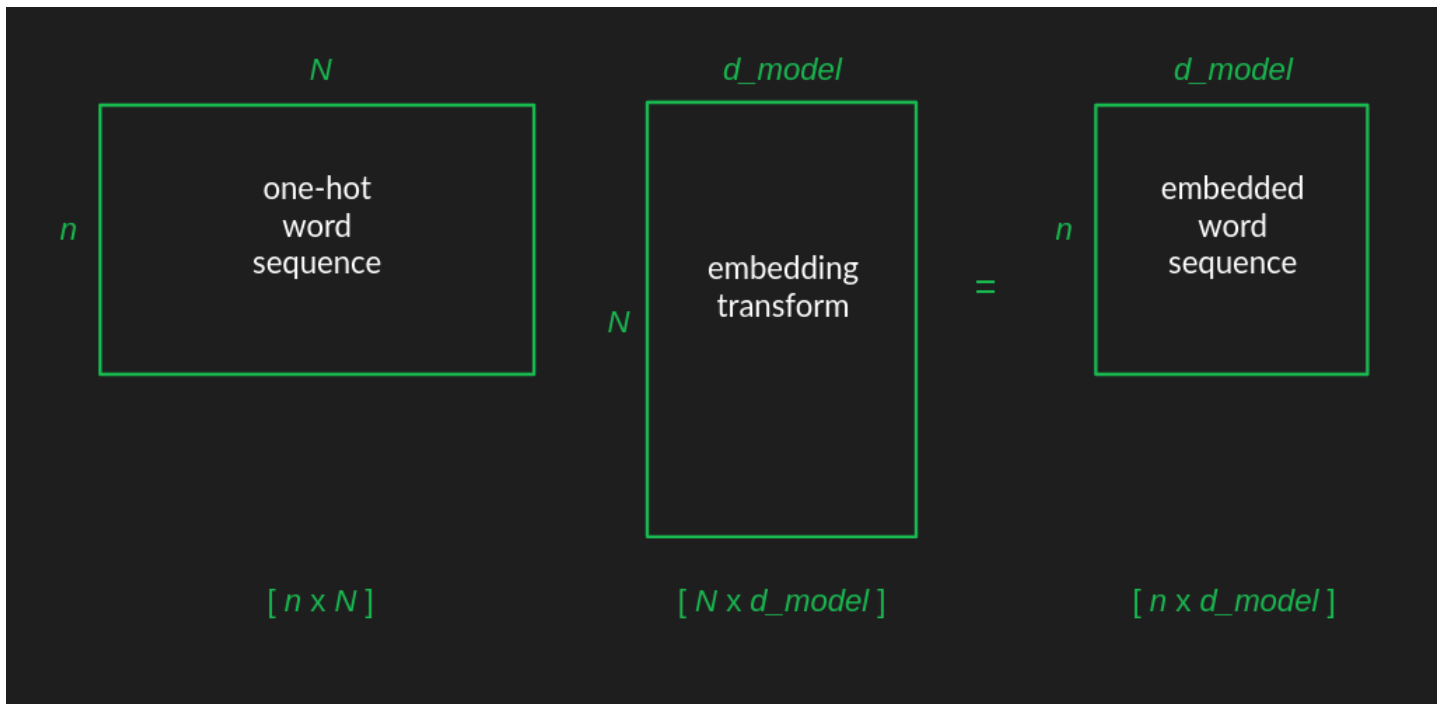 N
d_model
d_model
n
one-hot
word
sequence
N
embedding
transform
=
n
embedded
word
sequence
[ n x N ]
[ N x d_model ]
[ n x d_model ]